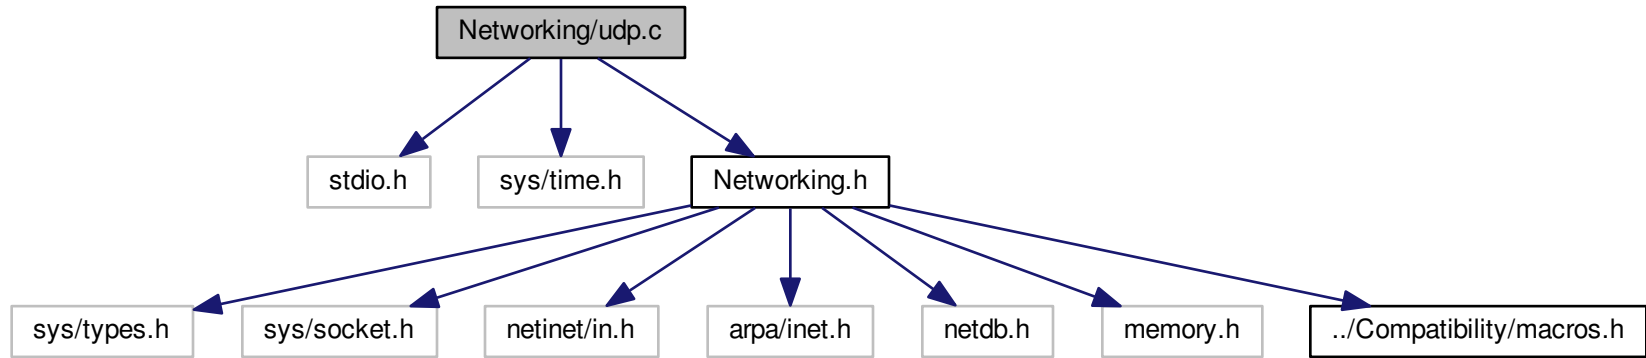 Networking/udp.c
stdio.h
sys/time.h
Networking.h
sys/types.h
sys/socket.h
netinet/in.h
arpa/inet.h
netdb.h
memory.h
../Compatibility/macros.h